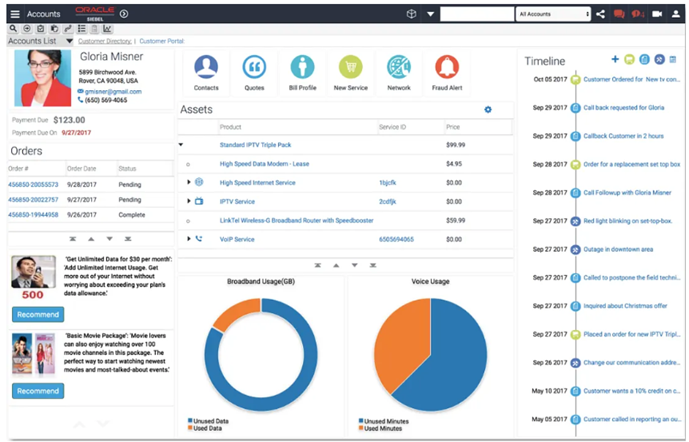 Accounts
ORACLE
SIEBEL
All Accounts
Accounts List
Customer Directory
Customer Portal
Gloria Misner
5899 Birchwood Ave.
Rover, CA 90048, USA
gmisner@gmail.com
(650) 569-4065
Payment Due $123.00
Payment Due On 9/27/2017
Orders
Order # Order Date Status
456850-20055573 9/28/2017 Pending
456850-20022757 9/27/2017 Pending
456850-19944958 9/26/2017 Complete
500
'Get Unlimited Data for $30 per month':
'Add Unlimited Internet Usage. Get
more out of your Internet without
worrying about exceeding your plan's
data allowance.'
Recommend
'Basic Movie Package': 'Movie lovers
can also enjoy watching over 100
movie channels in this package. The
perfect way to start watching newest
movies and most-talked-about events.'
Recommend
Contacts
Quotes
Bill Profile
New Service
Network
Fraud Alert
Assets
Product Service ID Price
Standard IPTV Triple Pack $99.99
High Speed Data Modem - Lease $4.95
High Speed Internet Service 1bjcfk $0.00
IPTV Service 2cdfjk $0.00
LinkTel Wireless-G Broadband Router with Speedbooster $59.99
VoIP Service 6505694065 $0.00
Broadband Usage(GB)
Unused Data
Used Data
Voice Usage
Unused Minutes
Used Minutes
Timeline
Oct 05 2017 Customer Ordered for New tv con...
Sep 29 2017 Call back requested for Gloria
Sep 29 2017 Callback Customer in 2 hours
Sep 28 2017 Order for a replacement set top box
Sep 28 2017 Call Followup with Gloria Misner
Sep 27 2017 Red light blinking on set-top-box.
Sep 27 2017 Outage in downtown area
Sep 27 2017 Called to postpone the field techni...
Sep 27 2017 Inquired about Christmas offer
Sep 27 2017 Placed an order for new IPTV Tripl...
Sep 26 2017 Change our communication addre...
May 10 2017 Customer wants a 10% credit on c...
May 05 2017 Customer called in reporting an ou...